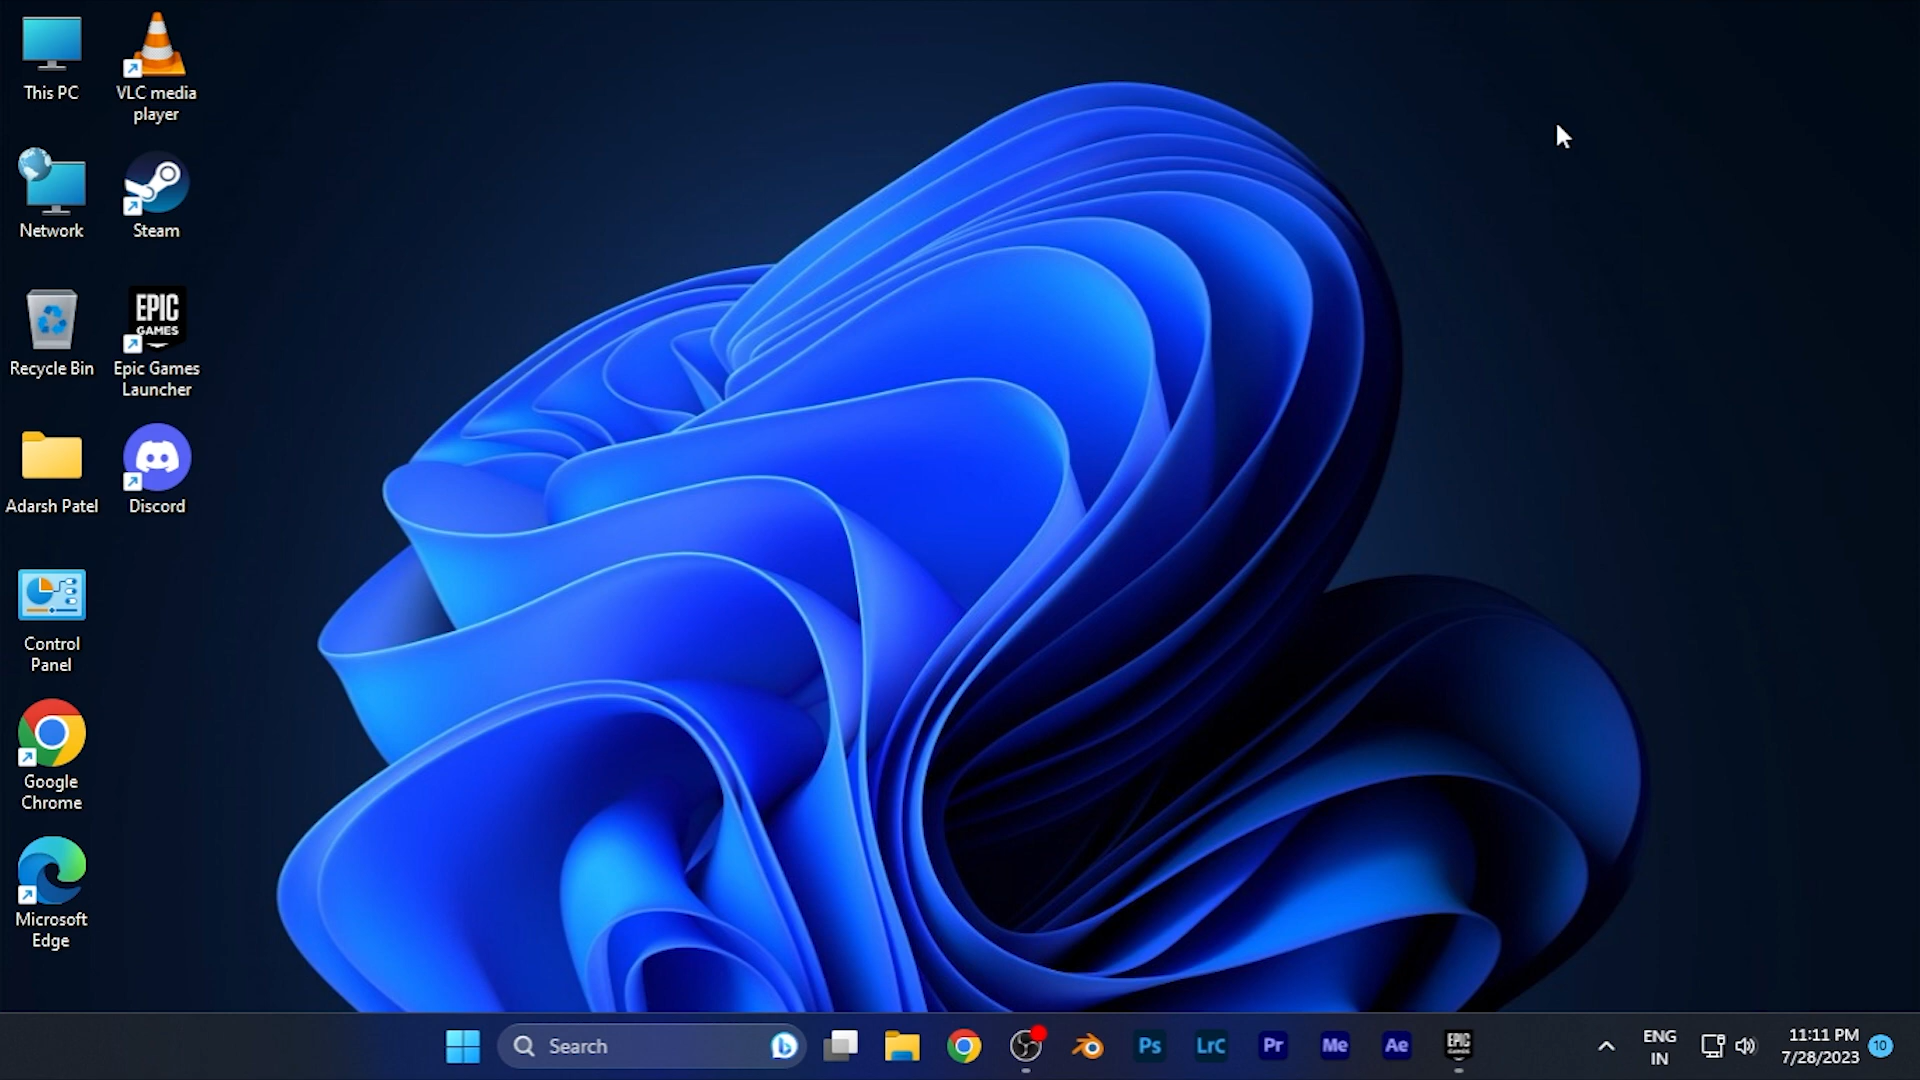 This PC
VLC media
player
Network
Steam
Recycle Bin
EPIC
GAMES
Epic Games
Launcher
Adarsh Patel
Discord
Control
Panel
Google
Chrome
Microsoft
Edge
Search
Ps
LrC
Pr
Me
Ae
EPIC
GAMES
ENG
IN
11:11 PM
7/28/2023
10